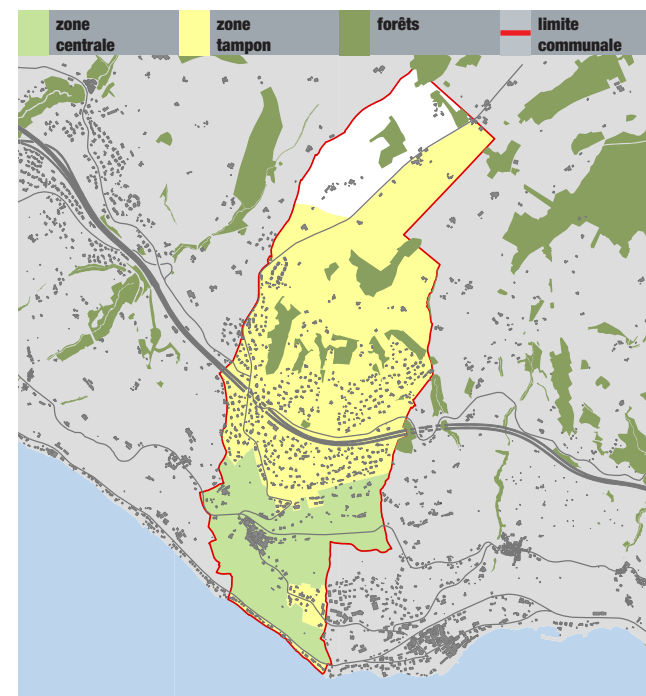 zone
centrale
zone
tampon
forêts
limite
communale